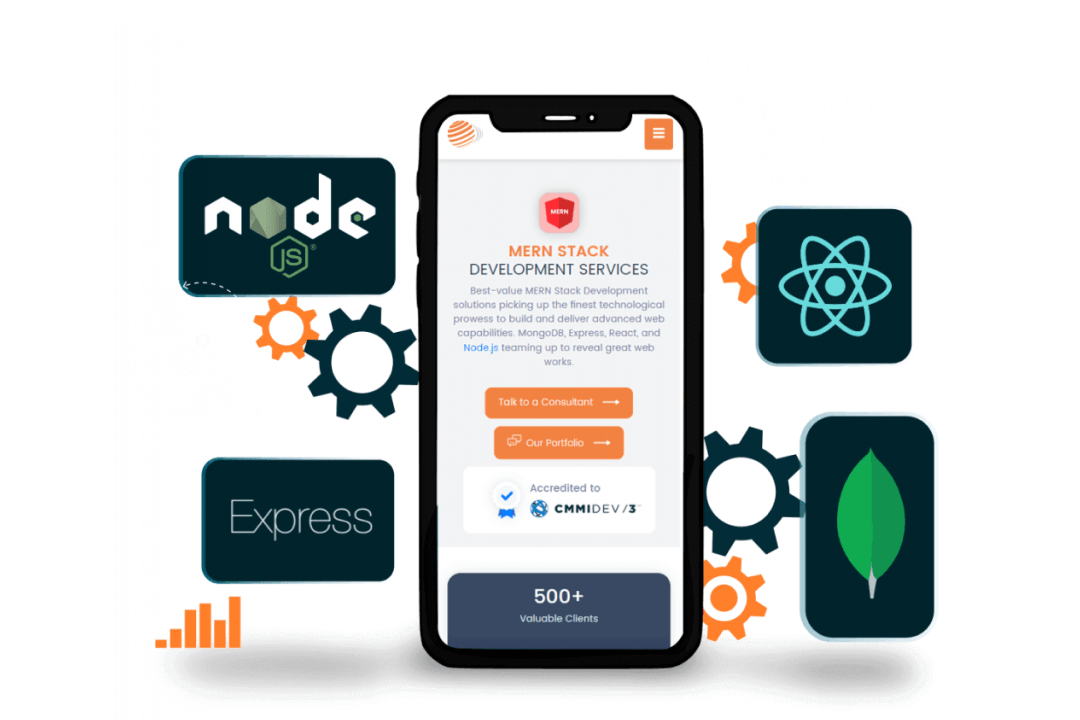 node
JS
Express
MERN
MERN STACK
DEVELOPMENT SERVICES
Best-value MERN Stack Development
solutions picking up the finest technological
prowess to build and deliver advanced web
capabilities. MongoDB, Express, React, and
Node.js teaming up to reveal great web
works.
Talk to a Consultant
Our Portfolio
Accredited to
CMMIDEV/3℠
500+
Valuable Clients